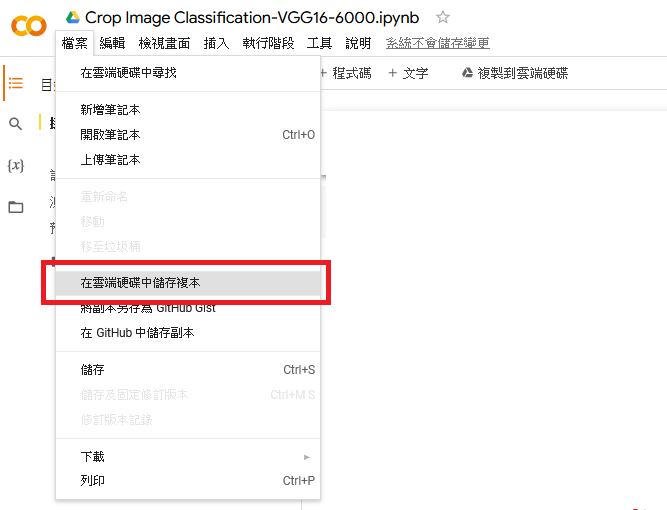 Crop Image Classification-VGG16-6000.ipynb
檔案 編輯 檢視畫面 插入 執行階段 工具 說明 系統不會儲存變更
+ 程式碼 + 文字 複製到雲端硬碟
在雲端硬碟中尋找
新增筆記本
開啟筆記本 Ctrl+O
上傳筆記本
{x}
重新命名
移動
移至垃圾桶
在雲端硬碟中儲存複本
將副本另存為 GitHub Gist
在 GitHub 中儲存副本
儲存 Ctrl+S
儲存及固定修訂版本 Ctrl+M S
修訂版本記錄
下載
列印 Ctrl+P